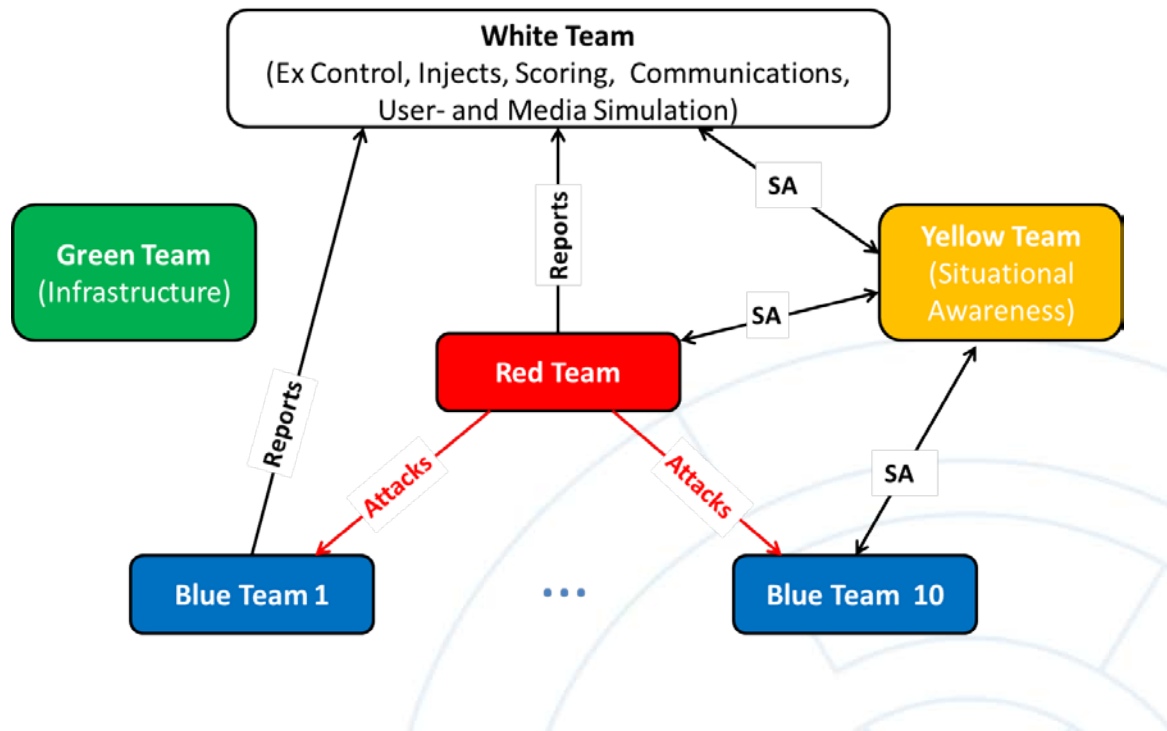 White Team
(Ex Control, Injects, Scoring, Communications,
User- and Media Simulation)
SA
Reports
Green Team
(Infrastructure)
Yellow Team
(Situational
Awareness)
SA
Red Team
Reports
Attacks
Attacks
SA
Blue Team 1
...
Blue Team 10